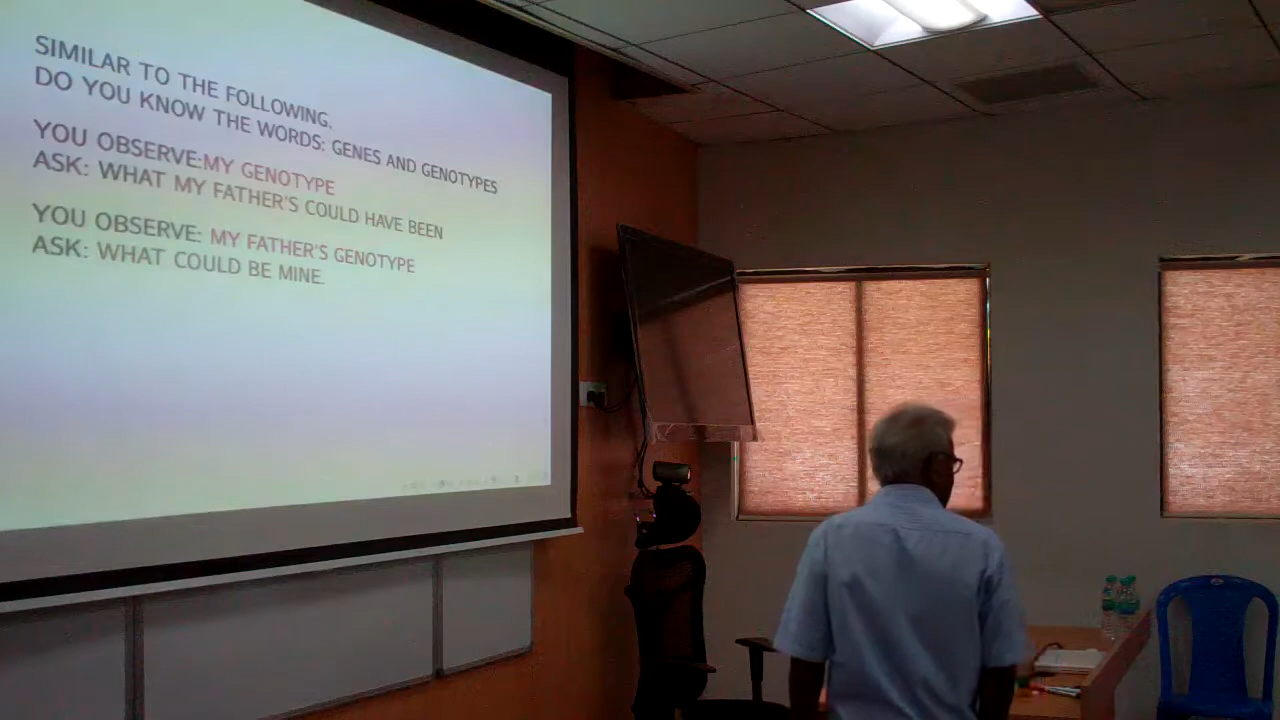 SIMILAR TO THE FOLLOWING.
DO YOU KNOW THE WORDS: GENES AND GENOTYPES
YOU OBSERVE:MY GENOTYPE
ASK: WHAT MY FATHER'S COULD HAVE BEEN
YOU OBSERVE: MY FATHER'S GENOTYPE
ASK: WHAT COULD BE MINE.